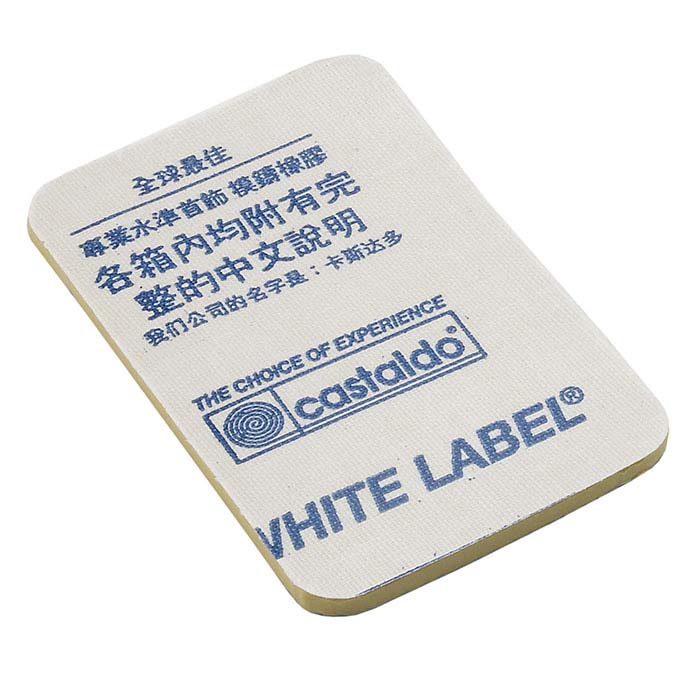 全球最佳
專業水準首飾 模鑄橡膠
各箱內均附有完
整的中文說明
我们公司的名字是：卡斯达多
THE CHOICE OF EXPERIENCE
castaldo®
WHITE LABEL®